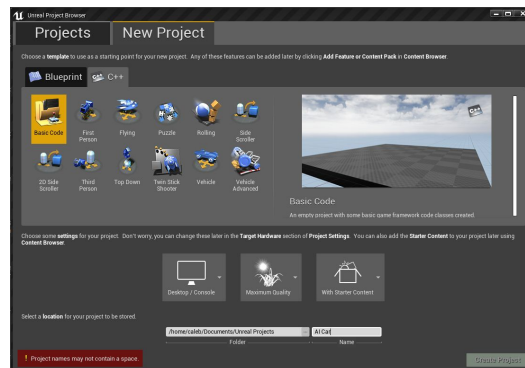 Unreal Project Browser
Projects
New Project
Choose a template to use as a starting point for your new project. Any of these features can be added later by clicking Add Feature or Content Pack in Content Browser.
Blueprint
C++
C++
Basic Code
First Person
Flying
Puzzle
Rolling
Side Scroller
2D Side Scroller
Third Person
Top Down
Twin Stick Shooter
Vehicle
Vehicle Advanced
C++
Basic Code
An empty project with some basic game framework code classes created.
Choose some settings for your project. Don't worry, you can change these later in the Target Hardware section of Project Settings. You can also add the Starter Content to your project later using
Content Browser.
Desktop / Console
Maximum Quality
With Starter Content
Select a location for your project to be stored.
/home/caleb/Documents/Unreal Projects
AI Car
Folder
Name
! Project names may not contain a space.
Create Project